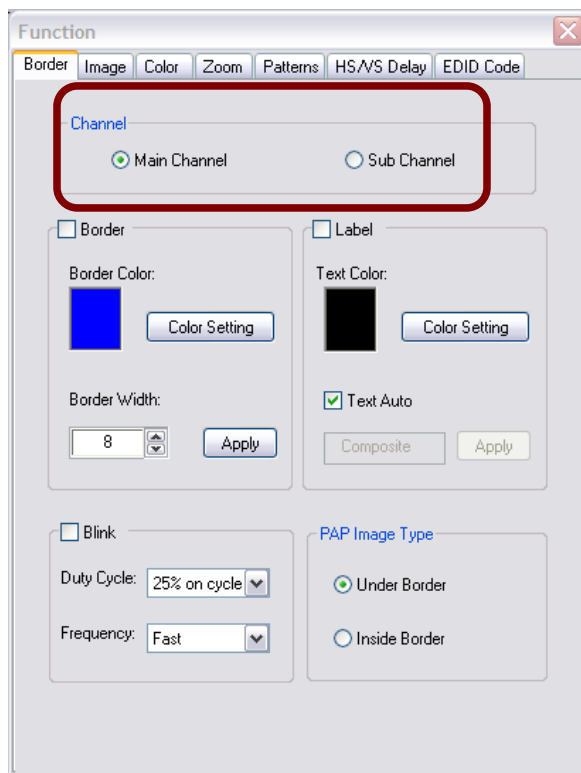 Function
Border Image Color Zoom Patterns HS/VS Delay EDID Code
Channel
Main Channel Sub Channel
Border Label
Border Color: Text Color:
Color Setting Color Setting
Border Width: Text Auto
8 Apply Composite Apply
Blink PAP Image Type
Duty Cycle: 25% on cycle Under Border
Frequency: Fast Inside Border